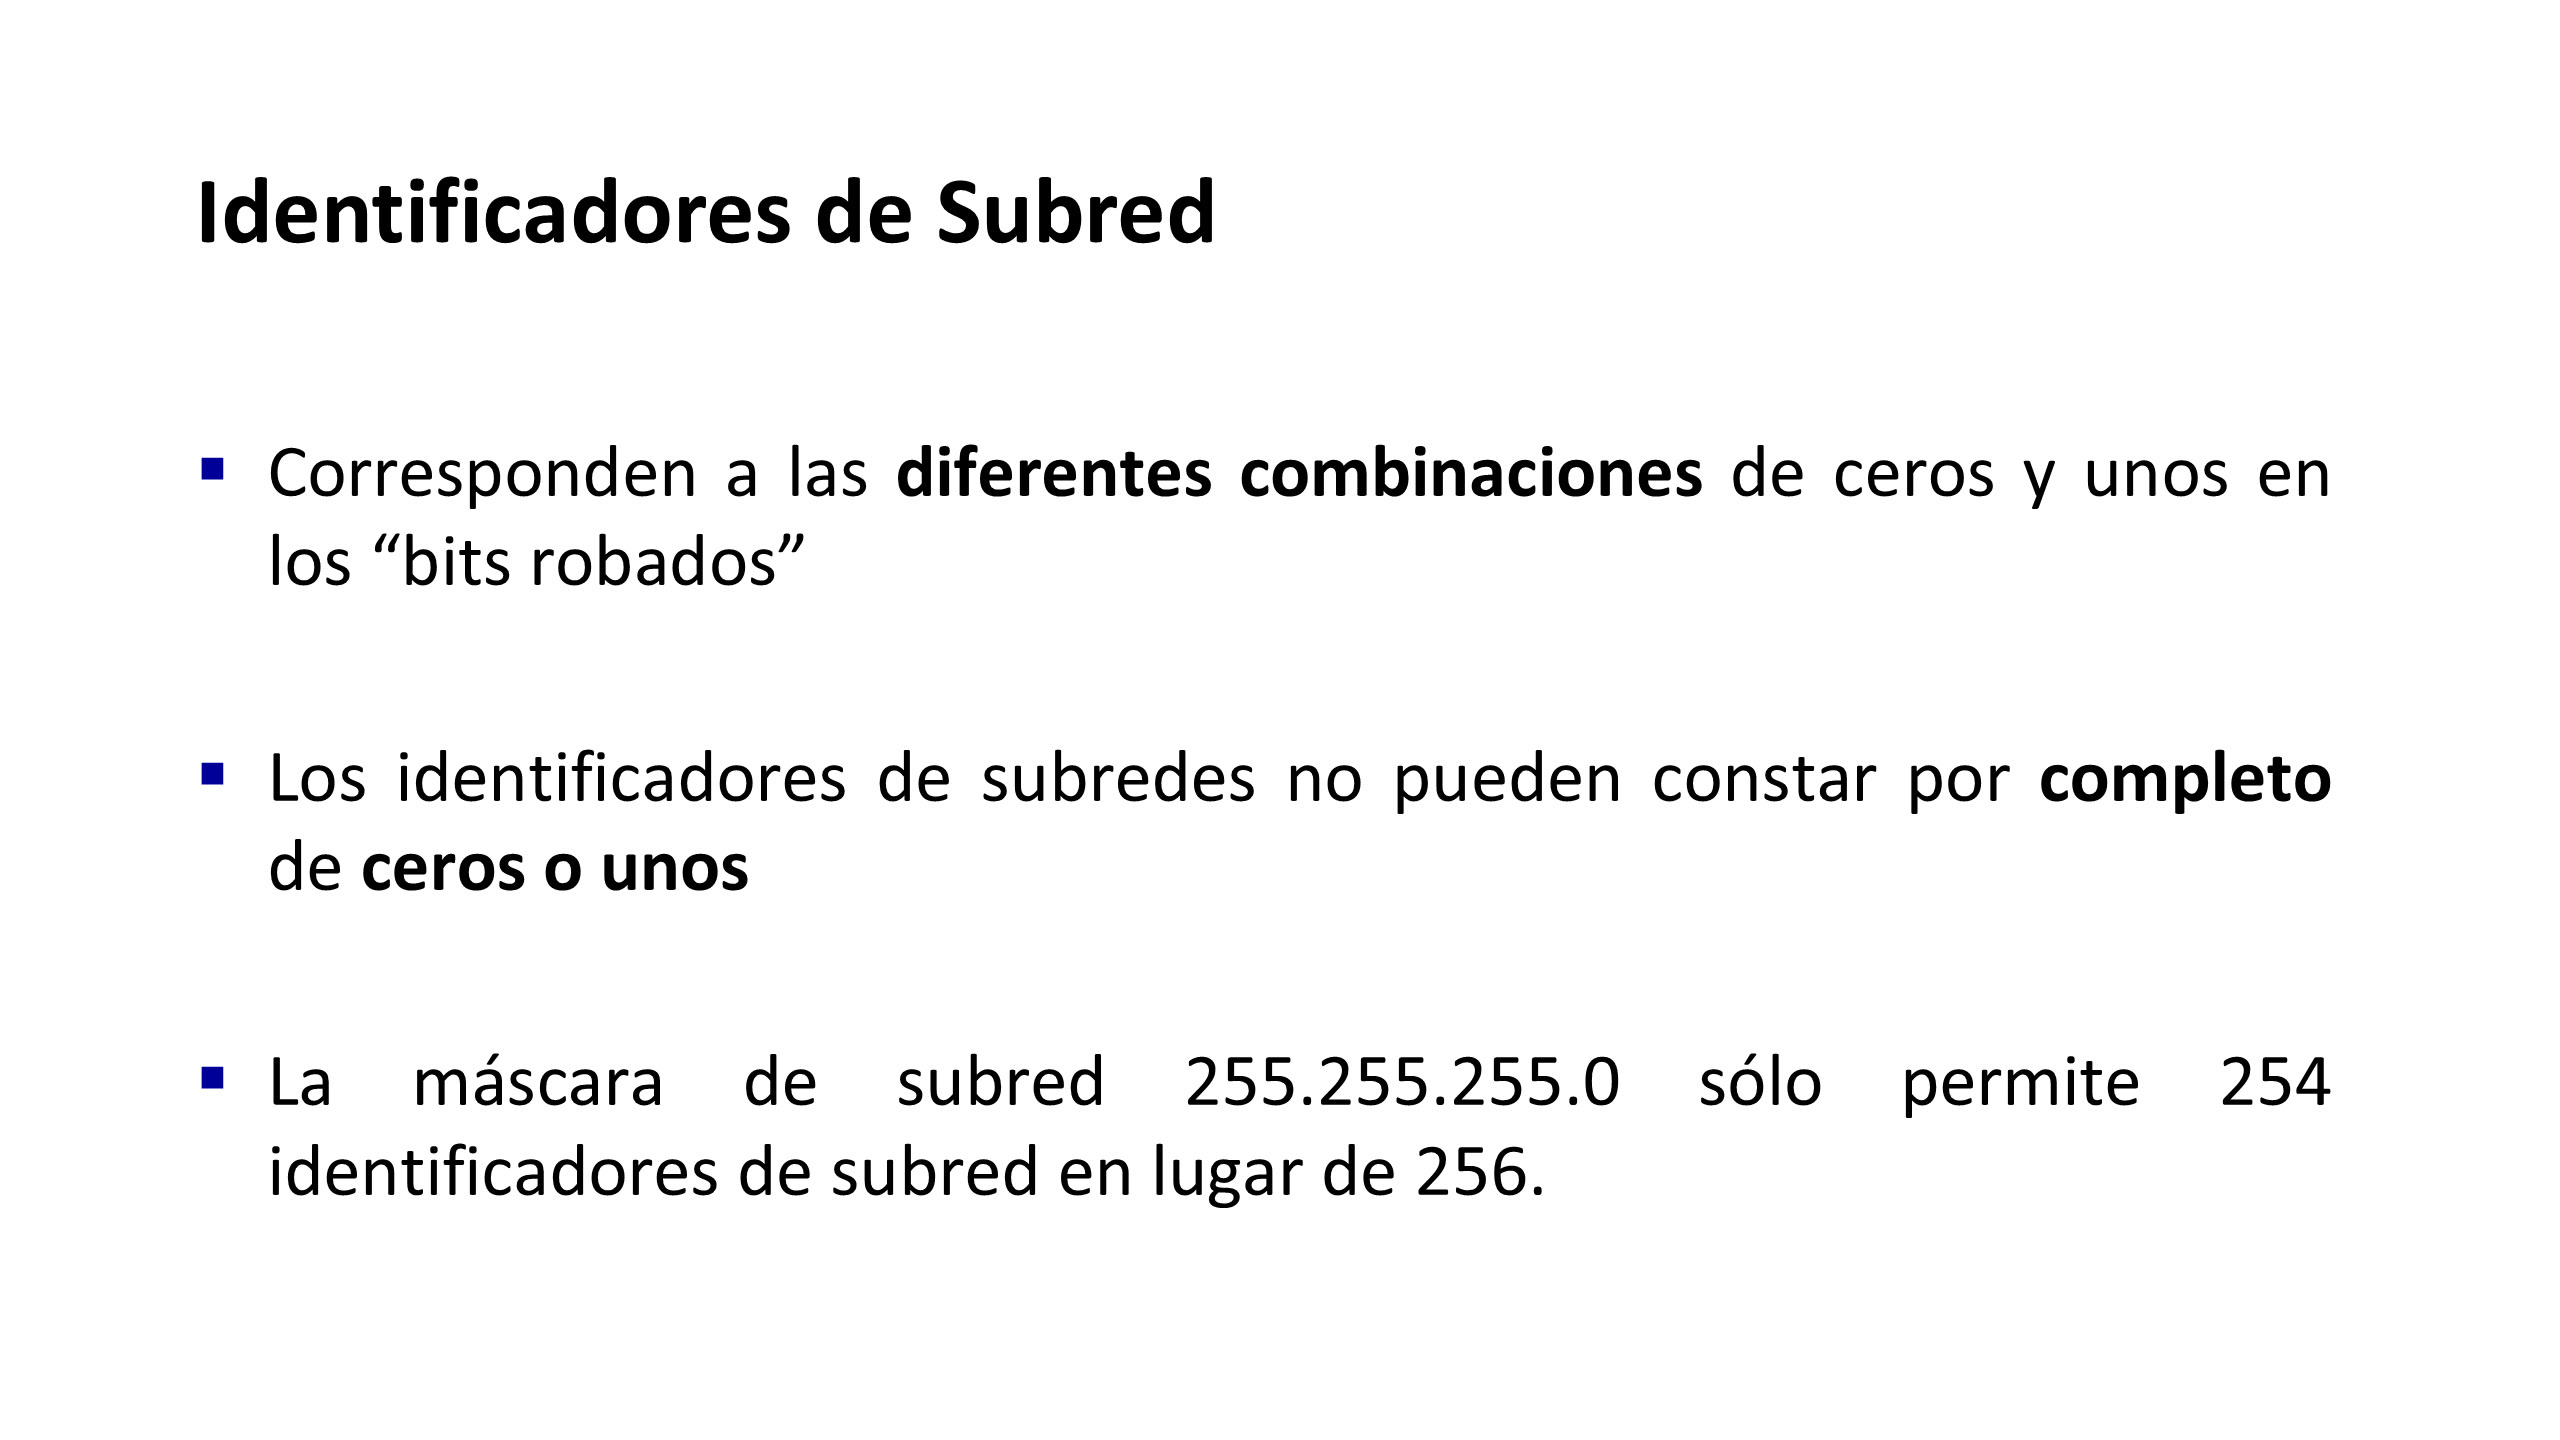 Identificadores de Subred
▪ Corresponden a las diferentes combinaciones de ceros y unos en
los “bits robados”
▪ Los identificadores de subredes no pueden constar por completo
de ceros o unos
▪ La máscara de subred 255.255.255.0 sólo permite 254
identificadores de subred en lugar de 256.